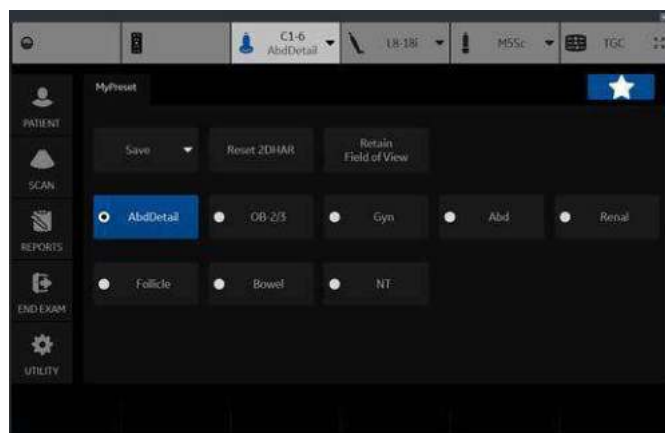 C1-6
AbdDetail
L8-18i
M5Sc
TGC
MyPreset
PATIENT
Save
Reset 2DHAR
Retain
Field of View
SCAN
AbdDetail
OB-2/3
Gyn
Abd
Renal
REPORTS
Follicle
Bowel
NT
END EXAM
UTILITY